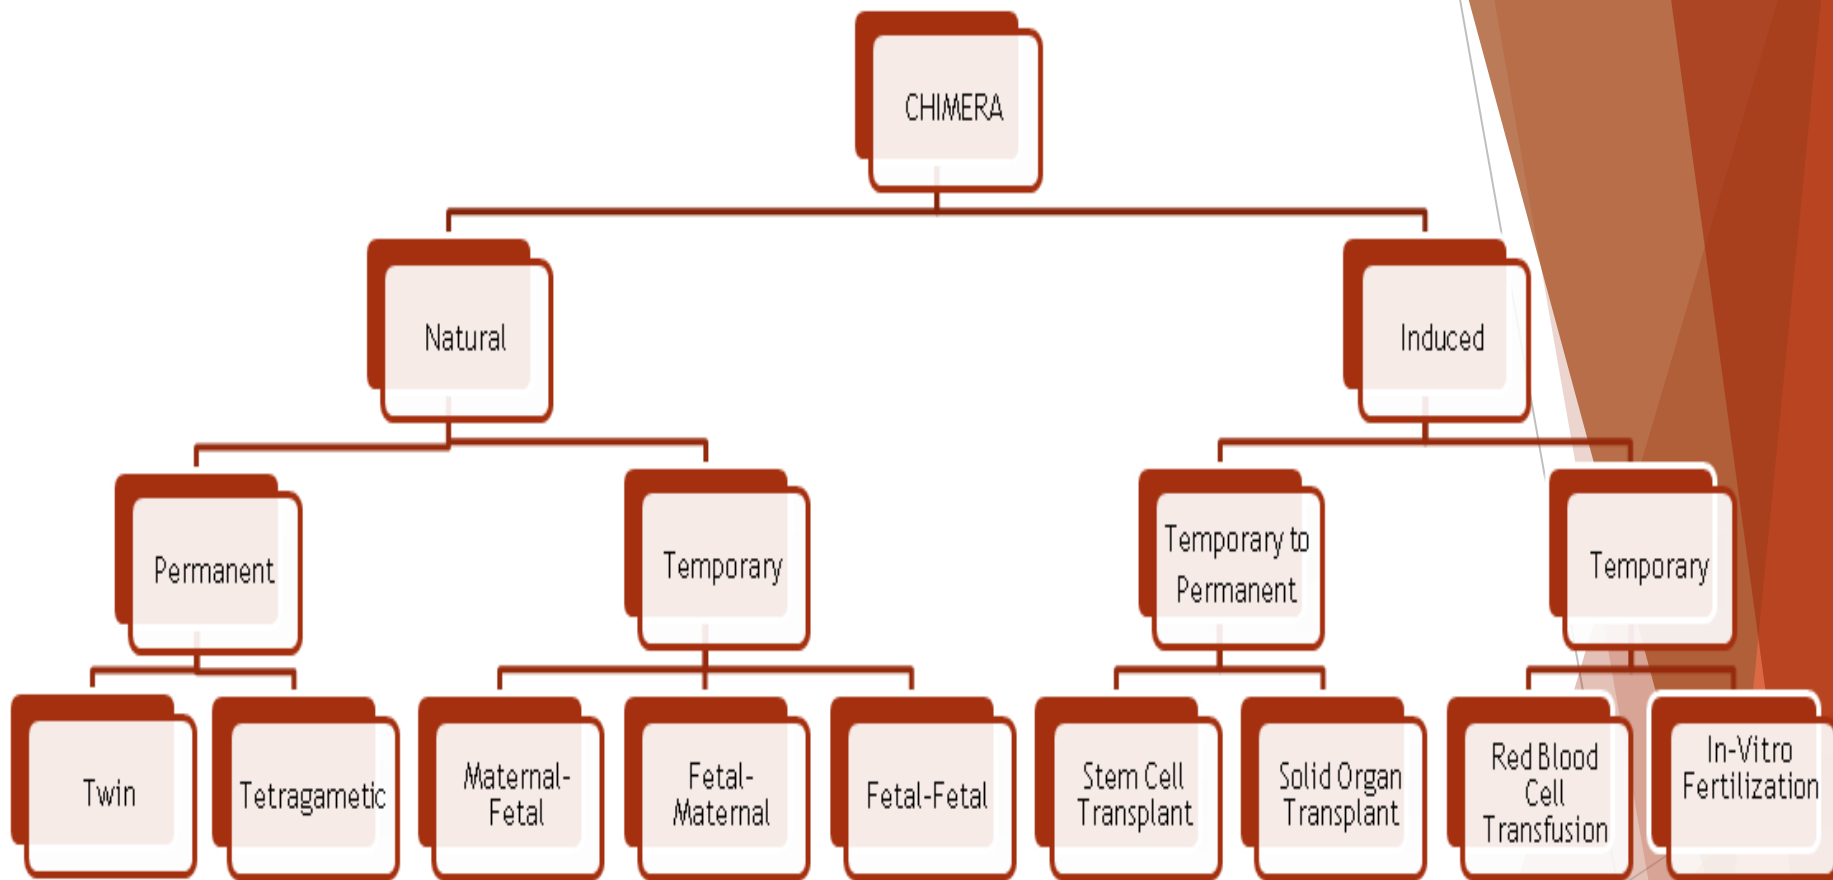 CHIMERA
Natural
Induced
Permanent
Temporary
Temporary to
Permanent
Temporary
Twin
Tetragametic
Maternal-
Fetal
Fetal-
Maternal
Fetal-Fetal
Stem Cell
Transplant
Solid Organ
Transplant
Red Blood
Cell
Transfusion
In-Vitro
Fertilization